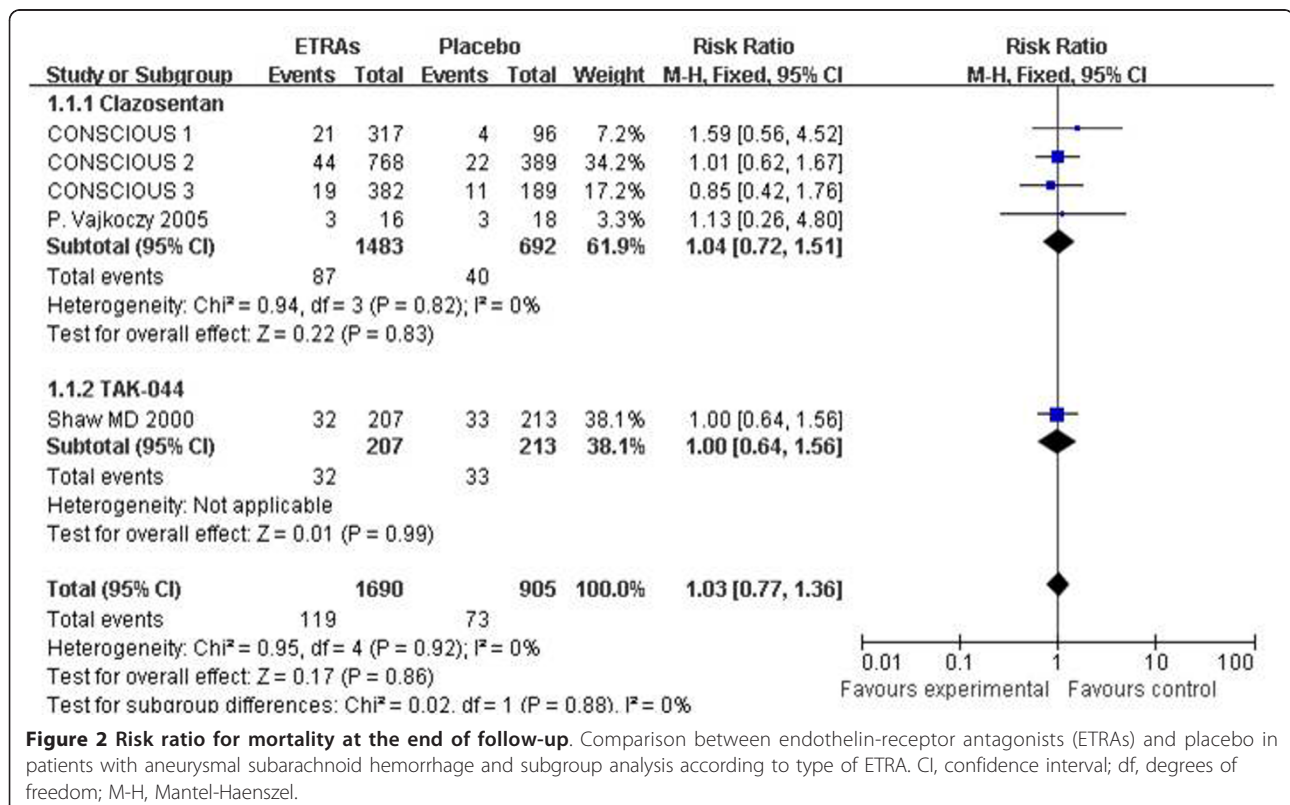 ETRAs Placebo Risk Ratio Risk Ratio
Study or Subgroup Events Total Events Total Weight M-H, Fixed, 95% CI M-H, Fixed, 95% CI
1.1.1 Clazosentan
CONSCIOUS 1 21 317 4 96 7.2% 1.59 [0.56, 4.52]
CONSCIOUS 2 44 768 22 389 34.2% 1.01 [0.62, 1.67]
CONSCIOUS 3 19 382 11 189 17.2% 0.85 [0.42, 1.76]
P. Vajkoczy 2005 3 16 3 18 3.3% 1.13 [0.26, 4.80]
Subtotal (95% CI) 1483 692 61.9% 1.04 [0.72, 1.51]
Total events 87 40
Heterogeneity: Chi² = 0.94, df = 3 (P = 0.82); I² = 0%
Test for overall effect: Z = 0.22 (P = 0.83)
1.1.2 TAK-044
Shaw MD 2000 32 207 33 213 38.1% 1.00 [0.64, 1.56]
Subtotal (95% CI) 207 213 38.1% 1.00 [0.64, 1.56]
Total events 32 33
Heterogeneity: Not applicable
Test for overall effect: Z = 0.01 (P = 0.99)
Total (95% CI) 1690 905 100.0% 1.03 [0.77, 1.36]
Total events 119 73
Heterogeneity: Chi² = 0.95, df = 4 (P = 0.92); I² = 0%
Test for overall effect: Z = 0.17 (P = 0.86)
Test for subgroup differences: Chi² = 0.02, df = 1 (P = 0.88), I² = 0%
0.01 0.1 1 10 100
Favours experimental Favours control
Figure 2 Risk ratio for mortality at the end of follow-up. Comparison between endothelin-receptor antagonists (ETRAs) and placebo in
patients with aneurysmal subarachnoid hemorrhage and subgroup analysis according to type of ETRA. CI, confidence interval; df, degrees of
freedom; M-H, Mantel-Haenszel.